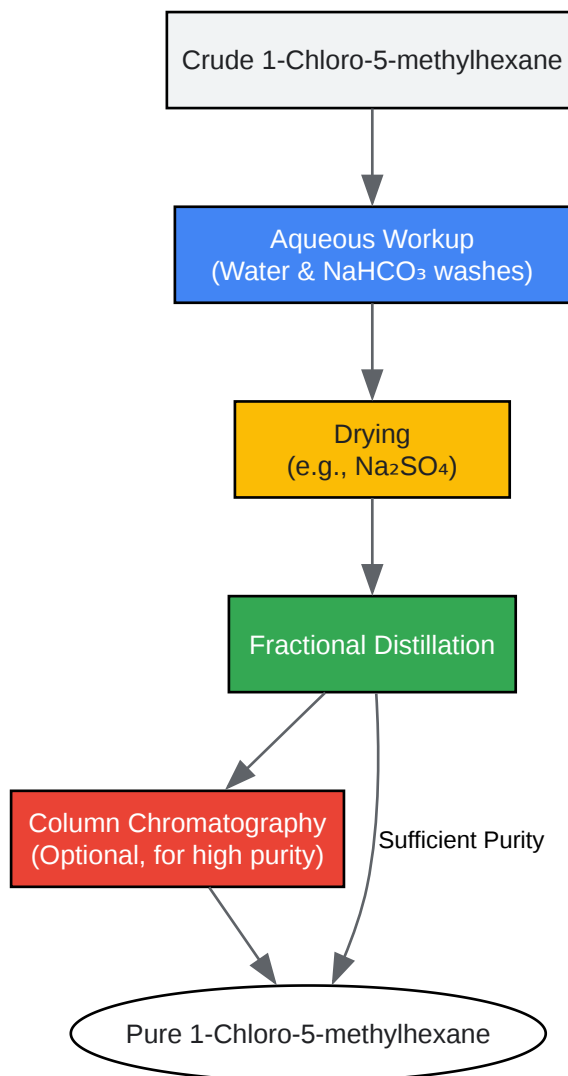 Crude 1-Chloro-5-methylhexane
Aqueous Workup
(Water & NaHCO₃ washes)
Drying
(e.g., Na₂SO₄)
Fractional Distillation
Column Chromatography
(Optional, for high purity)
Sufficient Purity
Pure 1-Chloro-5-methylhexane